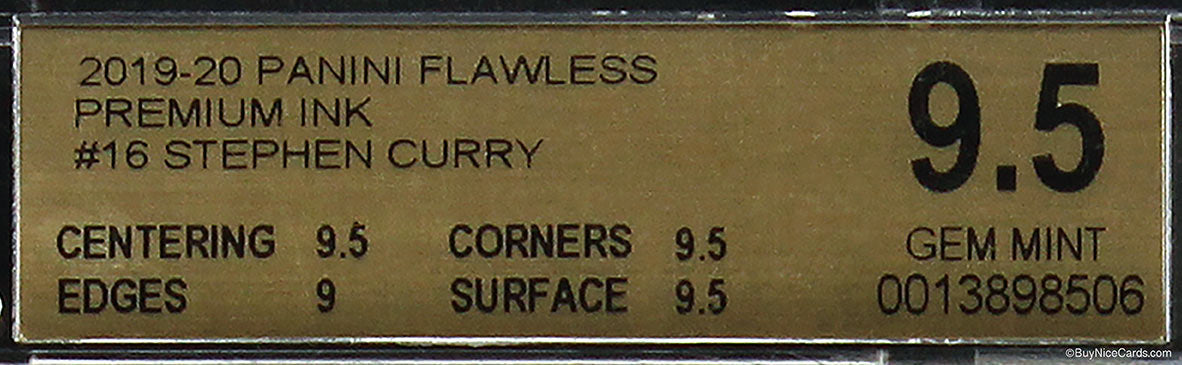 2019-20 PANINI FLAWLESS
PREMIUM INK
#16 STEPHEN CURRY
9.5
GEM MINT
0013898506
CENTERING 9.5 CORNERS 9.5
EDGES 9 SURFACE 9.5
©BuyNiceCards.com